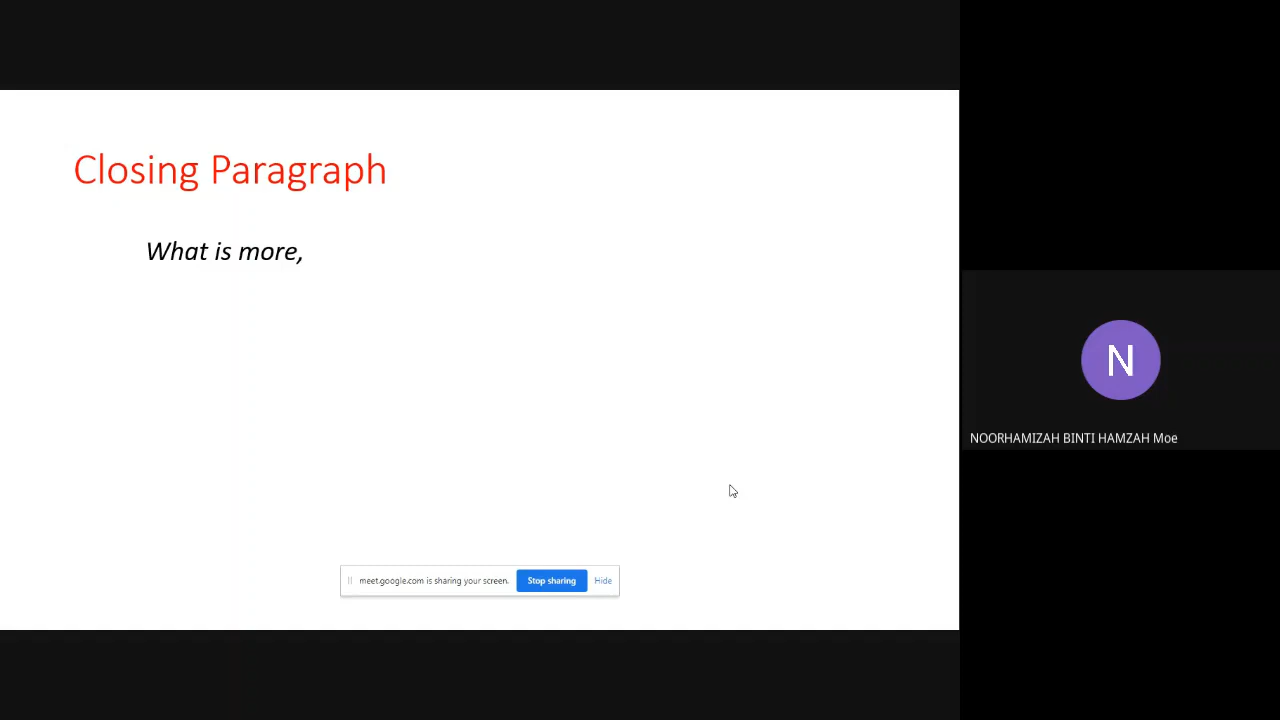 Closing Paragraph
What is more,
N
NOORHAMIZAH BINTI HAMZAH Moe
meet.google.com is sharing your screen. Stop sharing Hide